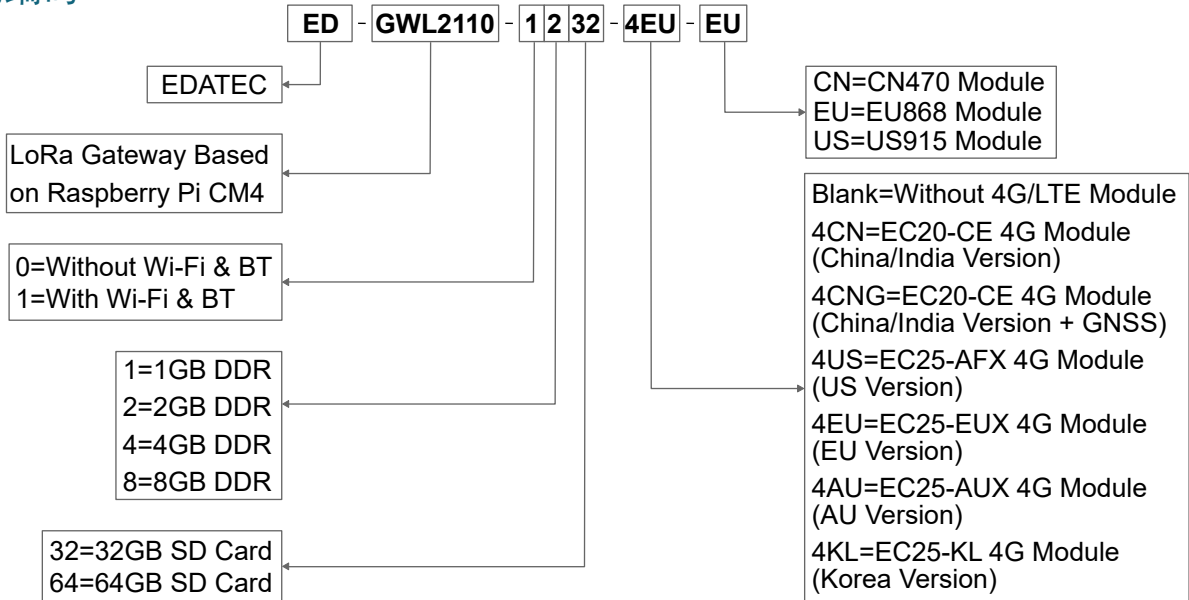 ED - GWL2110 - 1 2 32 - 4EU - EU
EDATEC
LoRa Gateway Based
on Raspberry Pi CM4
0=Without Wi-Fi & BT
1=With Wi-Fi & BT
1=1GB DDR
2=2GB DDR
4=4GB DDR
8=8GB DDR
32=32GB SD Card
64=64GB SD Card
CN=CN470 Module
EU=EU868 Module
US=US915 Module
Blank=Without 4G/LTE Module
4CN=EC20-CE 4G Module
(China/India Version)
4CNG=EC20-CE 4G Module
(China/India Version + GNSS)
4US=EC25-AFX 4G Module
(US Version)
4EU=EC25-EUX 4G Module
(EU Version)
4AU=EC25-AUX 4G Module
(AU Version)
4KL=EC25-KL 4G Module
(Korea Version)